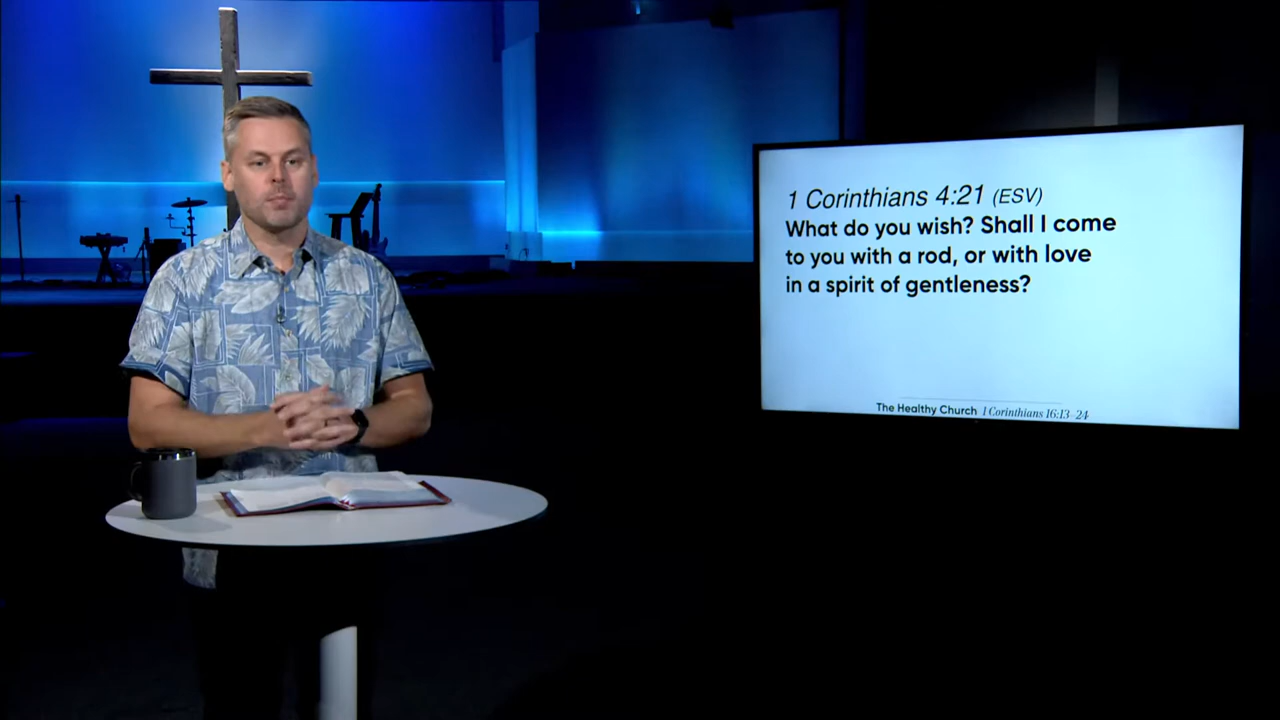 1 Corinthians 4:21 (ESV)
What do you wish? Shall I come
to you with a rod, or with love
in a spirit of gentleness?
The Healthy Church 1 Corinthians 16:13–24